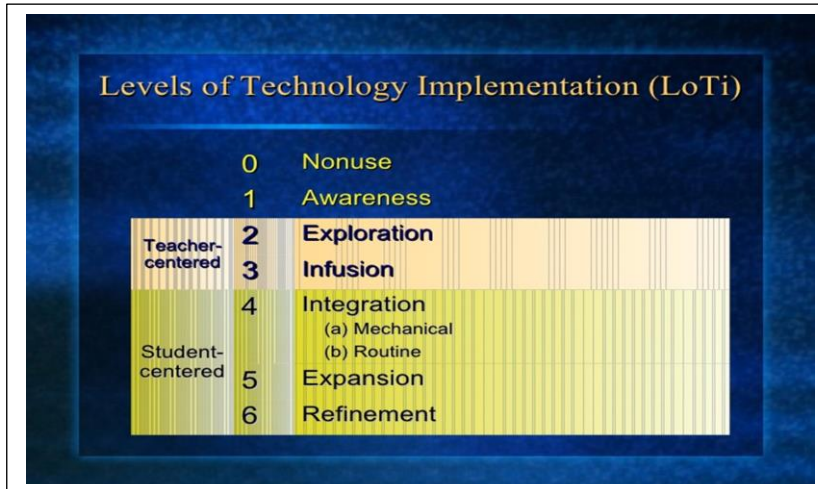 Levels of Technology Implementation (LoTi)
0 Nonuse
1 Awareness
Teacher-
centered
2 Exploration
3 Infusion
Student-
centered
4 Integration
(a) Mechanical
(b) Routine
5 Expansion
6 Refinement